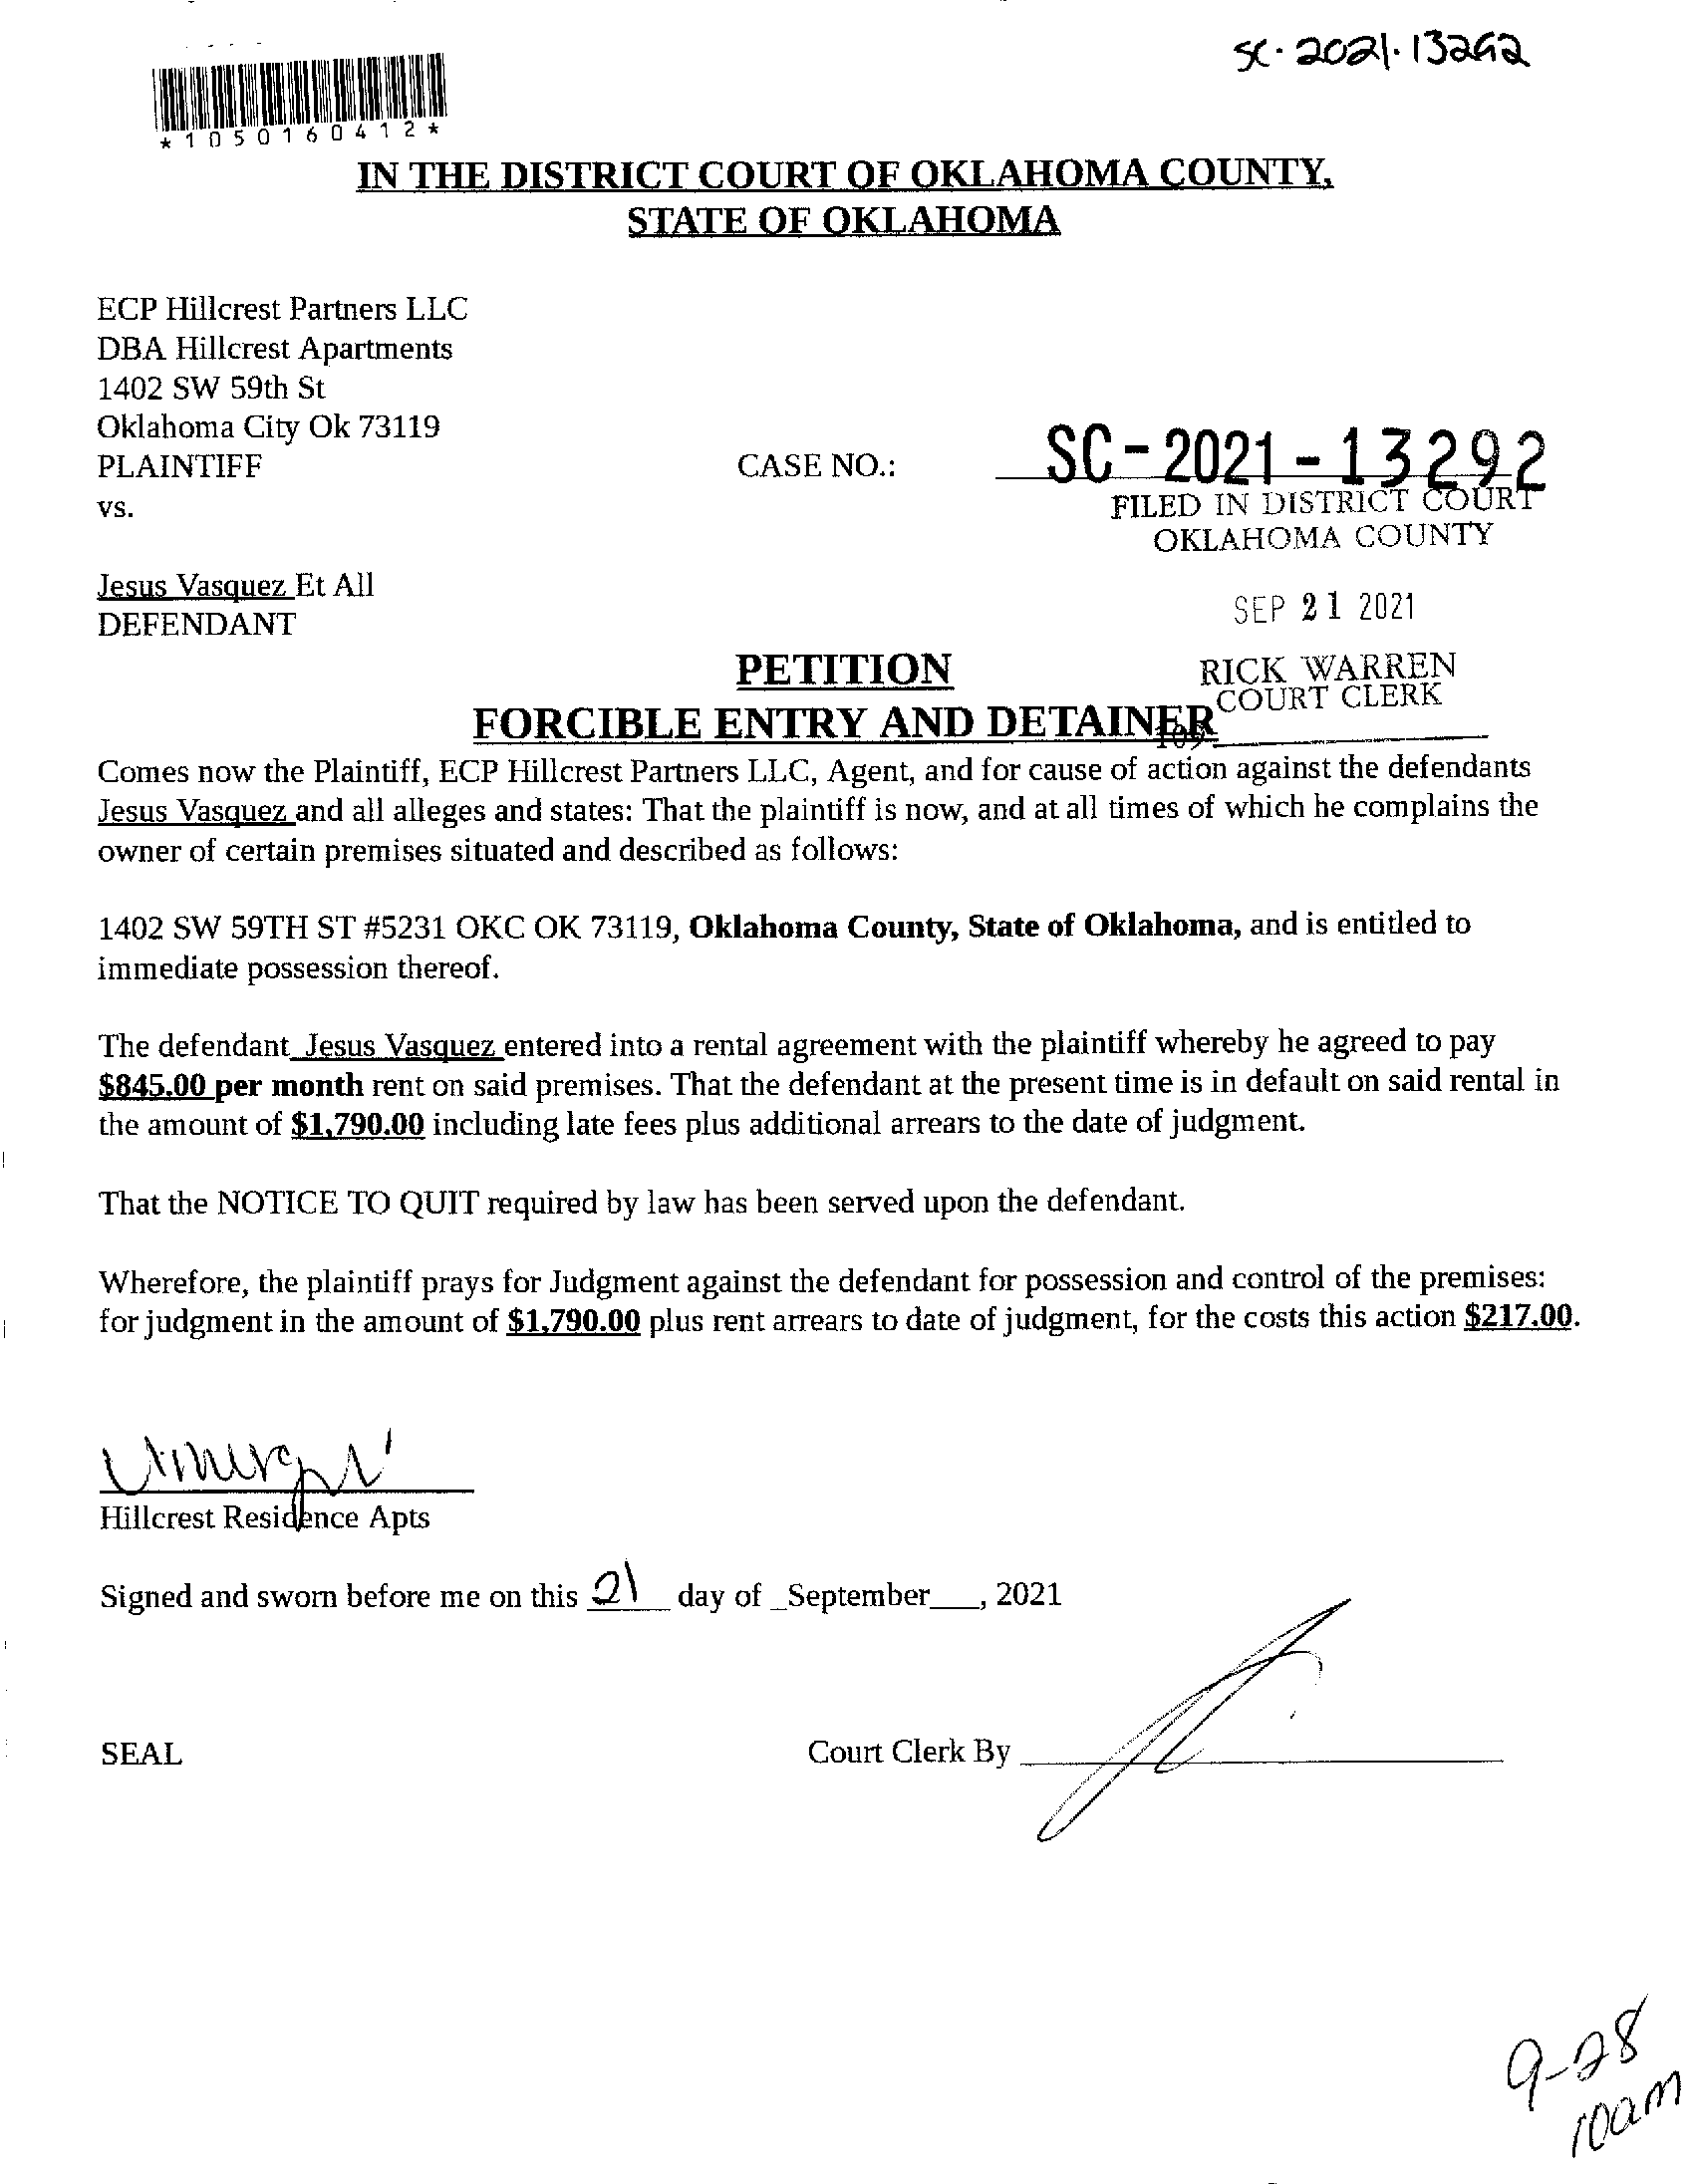 SC-2021-13292
*1050160412*
IN THE DISTRICT COURT OF OKLAHOMA COUNTY,
STATE OF OKLAHOMA
ECP Hillcrest Partners LLC
DBA Hillcrest Apartments
1402 SW 59th St
Oklahoma City Ok 73119
PLAINTIFF
CASE NO.: SC-2021-13292
vs.
FILED IN DISTRICT COURT
OKLAHOMA COUNTY
Jesus Vasquez Et All
DEFENDANT
SEP 21 2021
PETITION
RICK WARREN
COURT CLERK
FORCIBLE ENTRY AND DETAINER
109
Comes now the Plaintiff, ECP Hillcrest Partners LLC, Agent, and for cause of action against the defendants
Jesus Vasquez and all alleges and states: That the plaintiff is now, and at all times of which he complains the
owner of certain premises situated and described as follows:
1402 SW 59TH ST #5231 OKC OK 73119, Oklahoma County, State of Oklahoma, and is entitled to
immediate possession thereof.
The defendant Jesus Vasquez entered into a rental agreement with the plaintiff whereby he agreed to pay
$845.00 per month rent on said premises. That the defendant at the present time is in default on said rental in
the amount of $1,790.00 including late fees plus additional arrears to the date of judgment.
That the NOTICE TO QUIT required by law has been served upon the defendant.
Wherefore, the plaintiff prays for Judgment against the defendant for possession and control of the premises:
for judgment in the amount of $1,790.00 plus rent arrears to date of judgment, for the costs this action $217.00.
Hillcrest Residence Apts
Signed and sworn before me on this 21 day of _September___, 2021
SEAL
Court Clerk By
9-28
10am